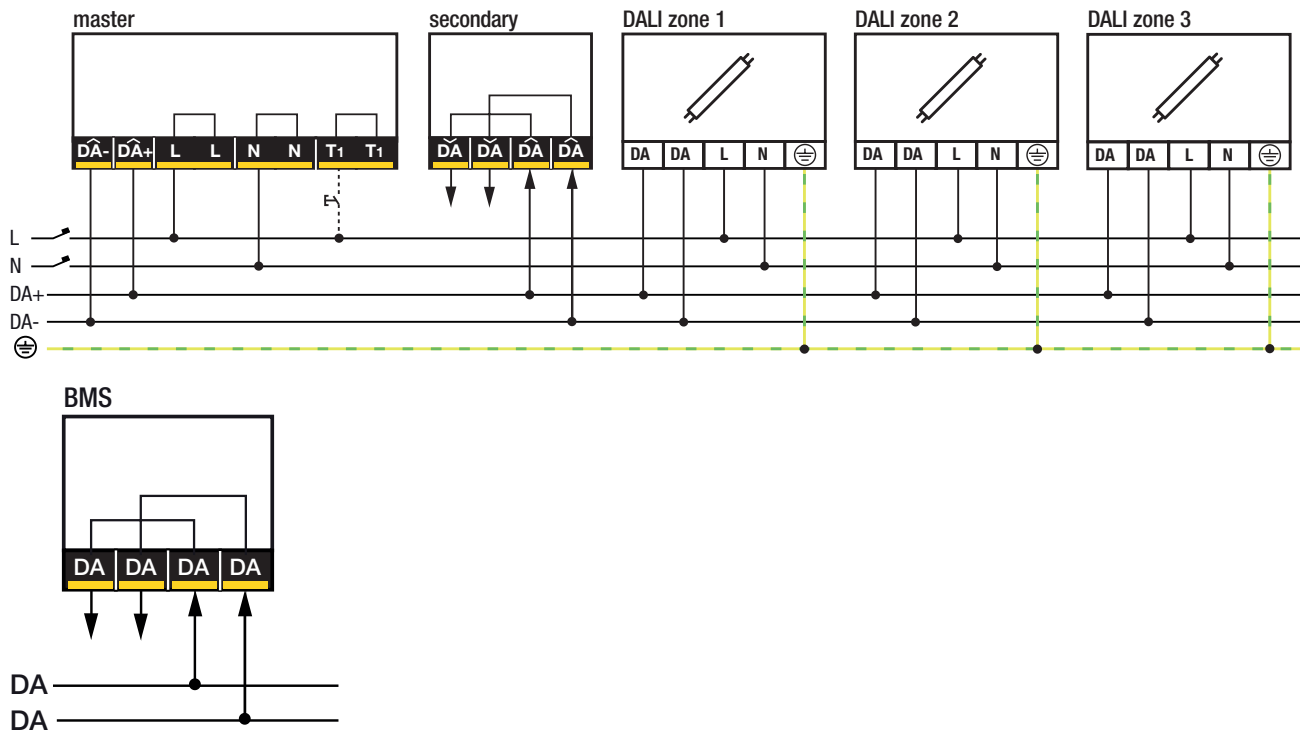 master secondary DALI zone 1 DALI zone 2 DALI zone 3
DA- DA+ L L N N T1 T1 DA DA DA DA DA DA L N DA DA L N DA DA L N
L
N
DA+
DA-
BMS
DA DA DA DA
DA
DA